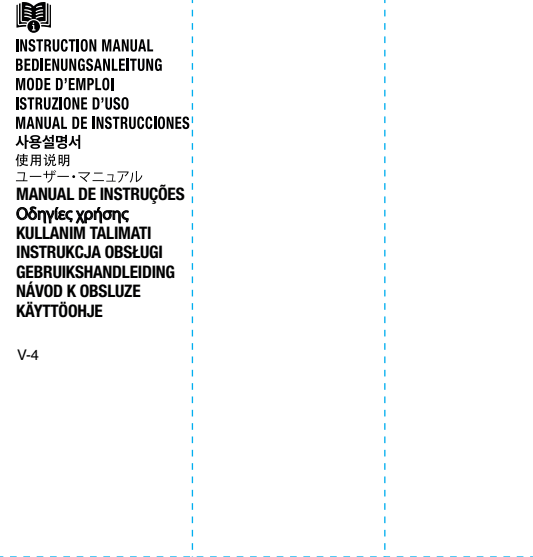 INSTRUCTION MANUAL
BEDIENUNGSANLEITUNG
MODE D'EMPLOI
ISTRUZIONE D'USO
MANUAL DE INSTRUCCIONES
사용설명서
使用说明
ユーザー・マニュアル
MANUAL DE INSTRUÇÕES
Οδηγίες χρήσης
KULLANIM TALIMATI
INSTRUKCJA OBSŁUGI
GEBRUIKSHANDLEIDING
NÁVOD K OBSLUZE
KÄYTTÖOHJE
V-4